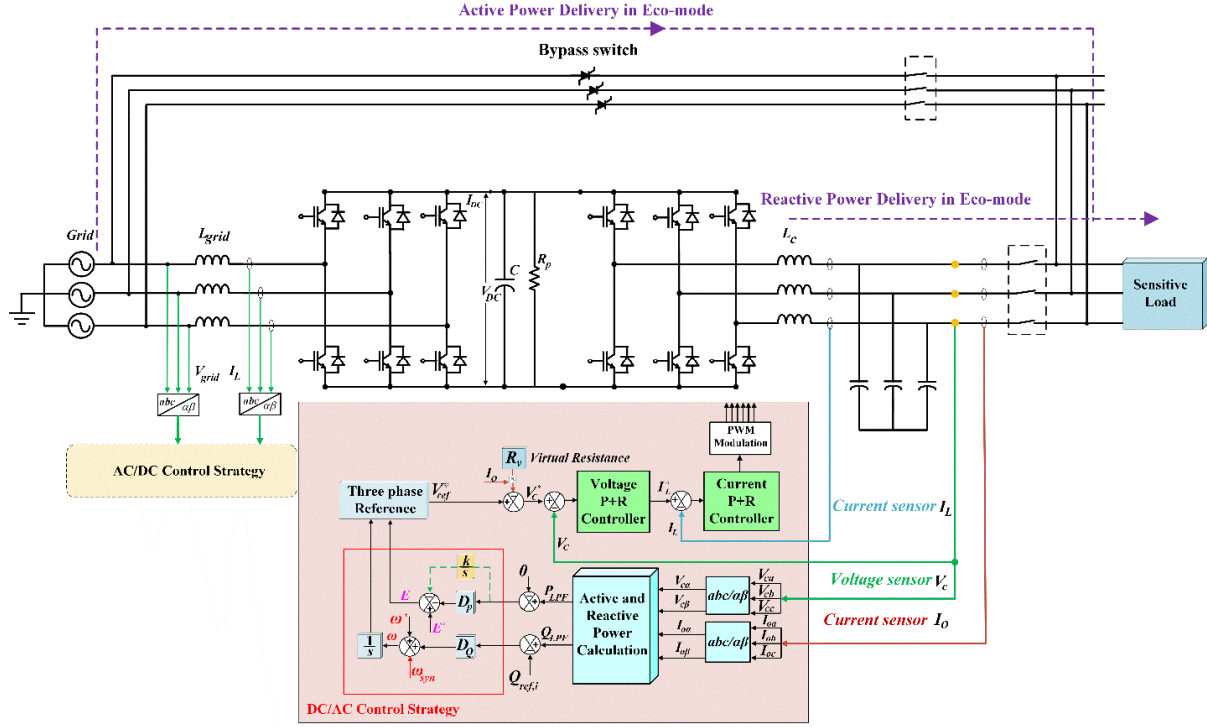 Active Power Delivery in Eco-mode
Bypass switch
Reactive Power Delivery in Eco-mode
Grid
L_grid
I_DC
V_DC
C
R_p
L_c
Sensitive
Load
V_grid
I_L
abc/αβ
abc/αβ
AC/DC Control Strategy
PWM
Modulation
R_v
Virtual Resistance
I_o
Three phase
Reference
V_ref^*
V_C^*
Voltage
P+R
Controller
I_L^*
Current
P+R
Controller
I_L
V_C
Current sensor I_L
Voltage sensor V_c
Current sensor I_O
k/s
0
E
D_P
P_LPF
E^*
ω^*
ω
1/s
D_Q
Q_LPF
ω_syn
Q_ref,i
Active and
Reactive
Power
Calculation
V_cα
V_cβ
abc/αβ
V_ca
V_cb
V_cc
I_oα
I_oβ
abc/αβ
I_oa
I_ob
I_oc
DC/AC Control Strategy